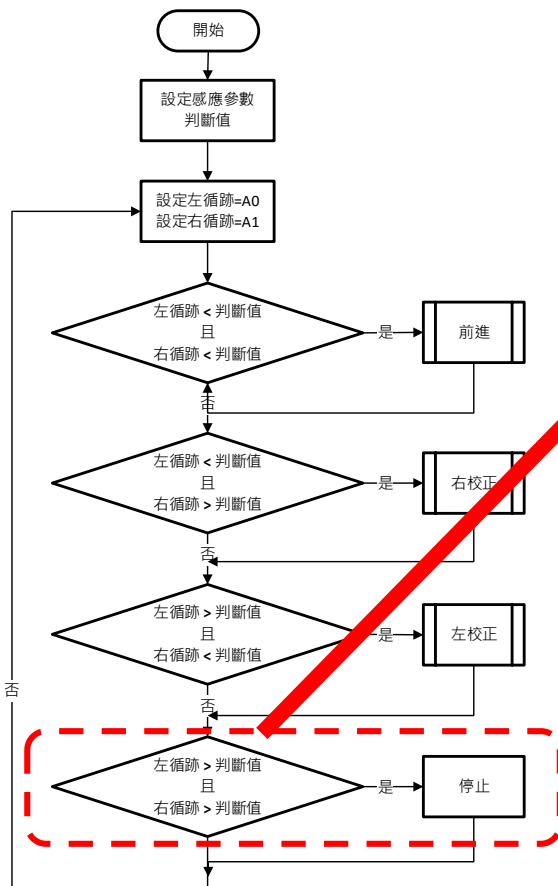 開始
設定感應參數
判斷值
設定左循跡=A0
設定右循跡=A1
左循跡 < 判斷值
且
右循跡 < 判斷值
是
前進
否
左循跡 < 判斷值
且
右循跡 > 判斷值
是
右校正
否
左循跡 > 判斷值
且
右循跡 < 判斷值
是
左校正
否
否
左循跡 > 判斷值
且
右循跡 > 判斷值
是
停止